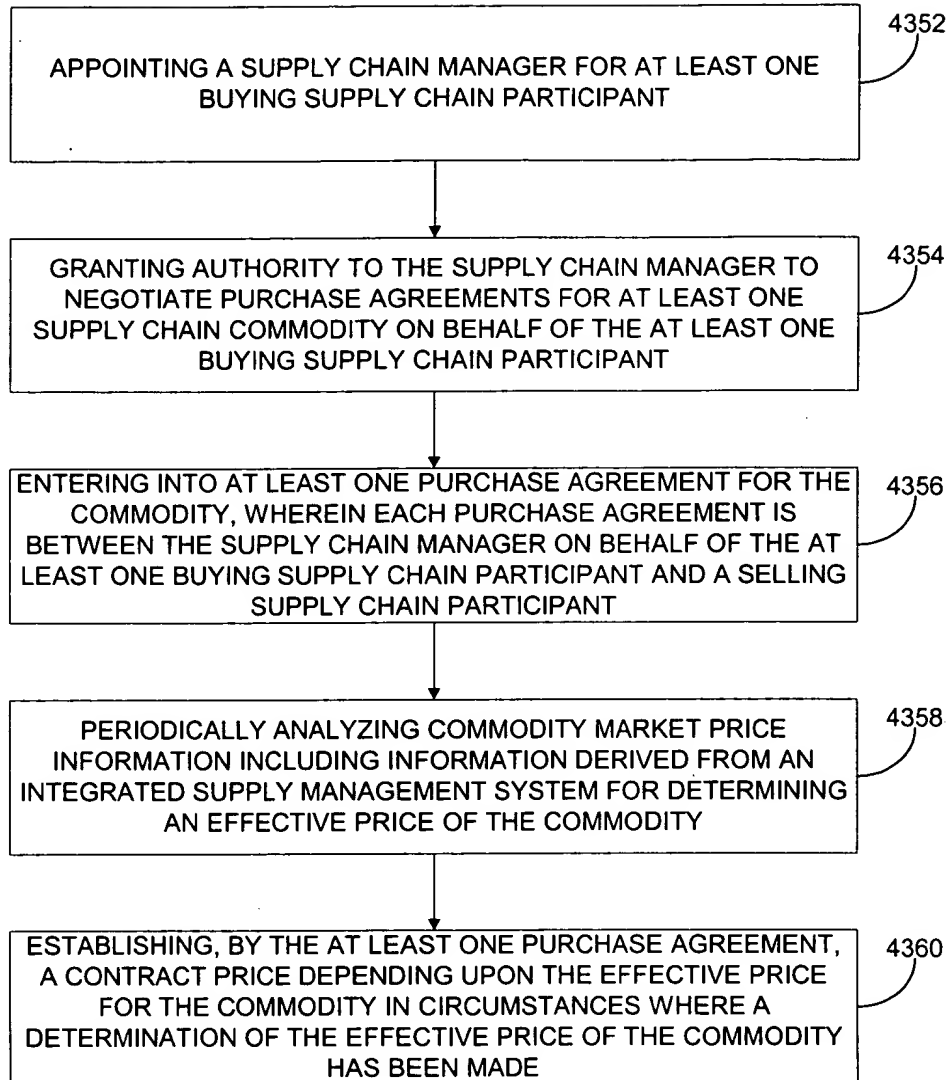 4352
APPOINTING A SUPPLY CHAIN MANAGER FOR AT LEAST ONE
BUYING SUPPLY CHAIN PARTICIPANT
4354
GRANTING AUTHORITY TO THE SUPPLY CHAIN MANAGER TO
NEGOTIATE PURCHASE AGREEMENTS FOR AT LEAST ONE
SUPPLY CHAIN COMMODITY ON BEHALF OF THE AT LEAST ONE
BUYING SUPPLY CHAIN PARTICIPANT
4356
ENTERING INTO AT LEAST ONE PURCHASE AGREEMENT FOR THE
COMMODITY, WHEREIN EACH PURCHASE AGREEMENT IS
BETWEEN THE SUPPLY CHAIN MANAGER ON BEHALF OF THE AT
LEAST ONE BUYING SUPPLY CHAIN PARTICIPANT AND A SELLING
SUPPLY CHAIN PARTICIPANT
4358
PERIODICALLY ANALYZING COMMODITY MARKET PRICE
INFORMATION INCLUDING INFORMATION DERIVED FROM AN
INTEGRATED SUPPLY MANAGEMENT SYSTEM FOR DETERMINING
AN EFFECTIVE PRICE OF THE COMMODITY
4360
ESTABLISHING, BY THE AT LEAST ONE PURCHASE AGREEMENT,
A CONTRACT PRICE DEPENDING UPON THE EFFECTIVE PRICE
FOR THE COMMODITY IN CIRCUMSTANCES WHERE A
DETERMINATION OF THE EFFECTIVE PRICE OF THE COMMODITY
HAS BEEN MADE